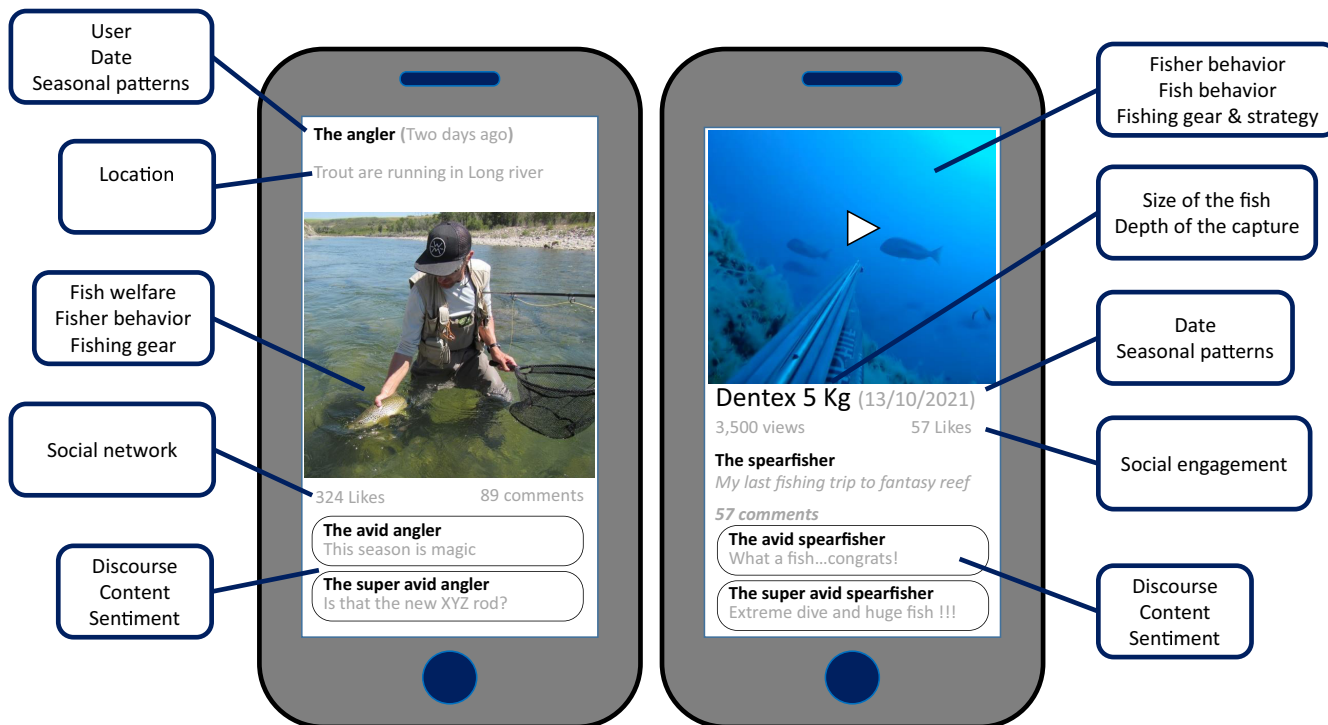 User
Date
Seasonal patterns
Location
Fish welfare
Fisher behavior
Fishing gear
Social network
Discourse
Content
Sentiment
The angler (Two days ago)
Trout are running in Long river
324 Likes
89 comments
The avid angler
This season is magic
The super avid angler
Is that the new XYZ rod?
Dentex 5 Kg (13/10/2021)
3,500 views
57 Likes
The spearfisher
My last fishing trip to fantasy reef
57 comments
The avid spearfisher
What a fish...congrats!
The super avid spearfisher
Extreme dive and huge fish !!!
Fisher behavior
Fish behavior
Fishing gear & strategy
Size of the fish
Depth of the capture
Date
Seasonal patterns
Social engagement
Discourse
Content
Sentiment